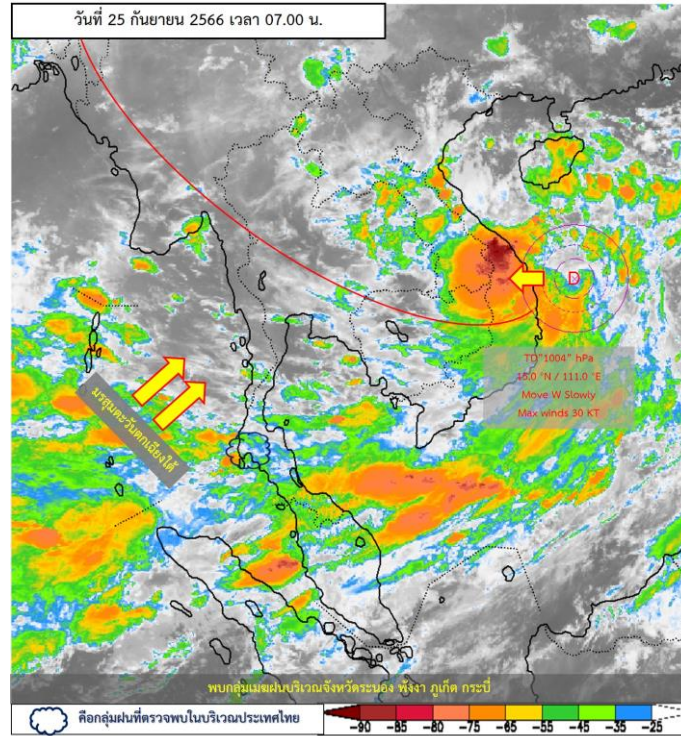 วันที่ 25 กันยายน 2566 เวลา 07.00 น.
D
TD"1004" hPa
15.0 °N / 111.0 °E
Move W Slowly
Max winds 30 KT
มรสุมตะวันตกเฉียงใต้
พบกลุ่มเมฆฝนบริเวณจังหวัดระนอง พังงา ภูเก็ต กระบี่
คือกลุ่มฝนที่ตรวจพบในบริเวณประเทศไทย
-90 -85 -80 -75 -65 -55 -45 -35 -25